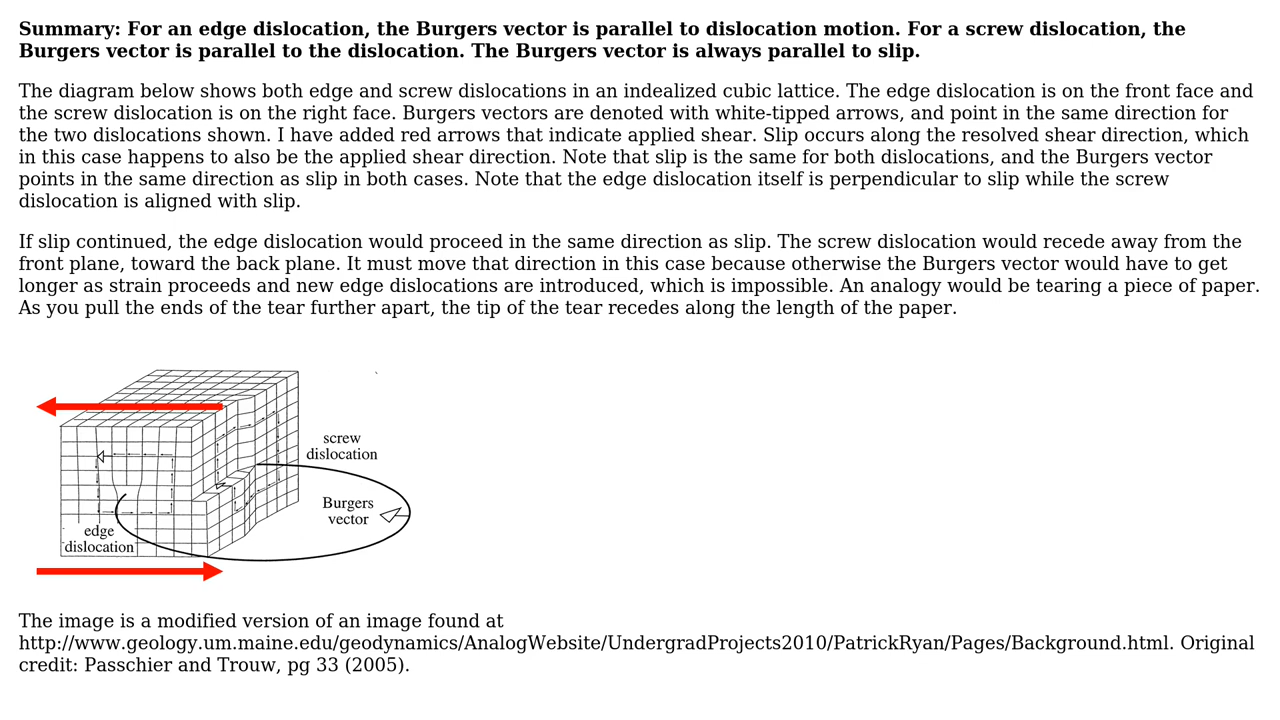 Summary: For an edge dislocation, the Burgers vector is parallel to dislocation motion. For a screw dislocation, the
Burgers vector is parallel to the dislocation. The Burgers vector is always parallel to slip.
The diagram below shows both edge and screw dislocations in an indealized cubic lattice. The edge dislocation is on the front face and
the screw dislocation is on the right face. Burgers vectors are denoted with white-tipped arrows, and point in the same direction for
the two dislocations shown. I have added red arrows that indicate applied shear. Slip occurs along the resolved shear direction, which
in this case happens to also be the applied shear direction. Note that slip is the same for both dislocations, and the Burgers vector
points in the same direction as slip in both cases. Note that the edge dislocation itself is perpendicular to slip while the screw
dislocation is aligned with slip.
If slip continued, the edge dislocation would proceed in the same direction as slip. The screw dislocation would recede away from the
front plane, toward the back plane. It must move that direction in this case because otherwise the Burgers vector would have to get
longer as strain proceeds and new edge dislocations are introduced, which is impossible. An analogy would be tearing a piece of paper.
As you pull the ends of the tear further apart, the tip of the tear recedes along the length of the paper.
screw
dislocation
Burgers
vector
edge
dislocation
The image is a modified version of an image found at
http://www.geology.um.maine.edu/geodynamics/AnalogWebsite/UndergradProjects2010/PatrickRyan/Pages/Background.html. Original
credit: Passchier and Trouw, pg 33 (2005).